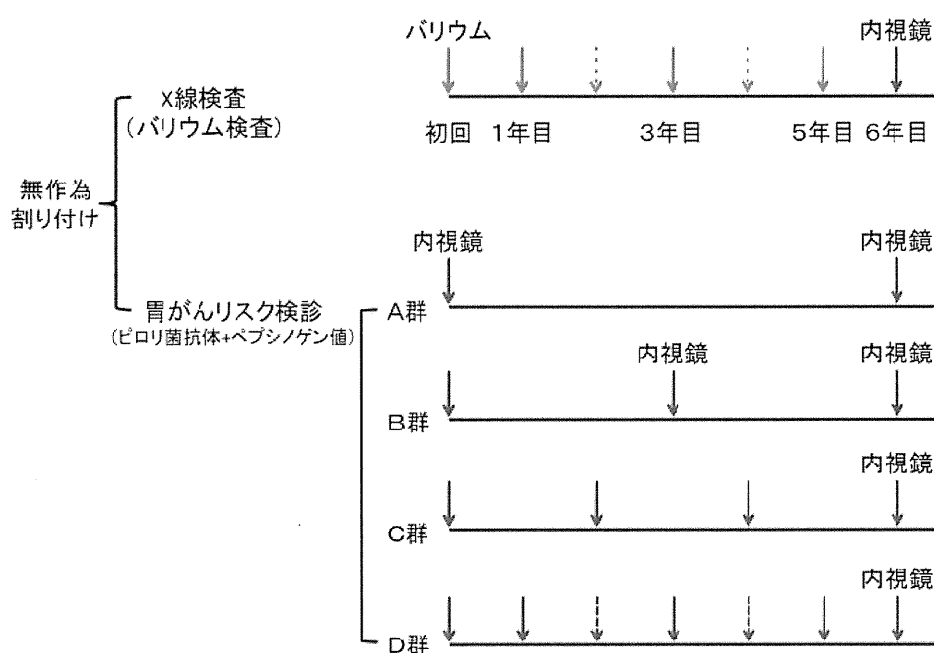 バリウム 内視鏡
X線検査
(バリウム検査)
初回 1年目 3年目 5年目 6年目
無作為
割り付け
内視鏡 内視鏡
胃がんリスク検診
(ピロリ菌抗体+ペプシノゲン値)
A群
内視鏡 内視鏡
B群
内視鏡
C群
内視鏡
D群